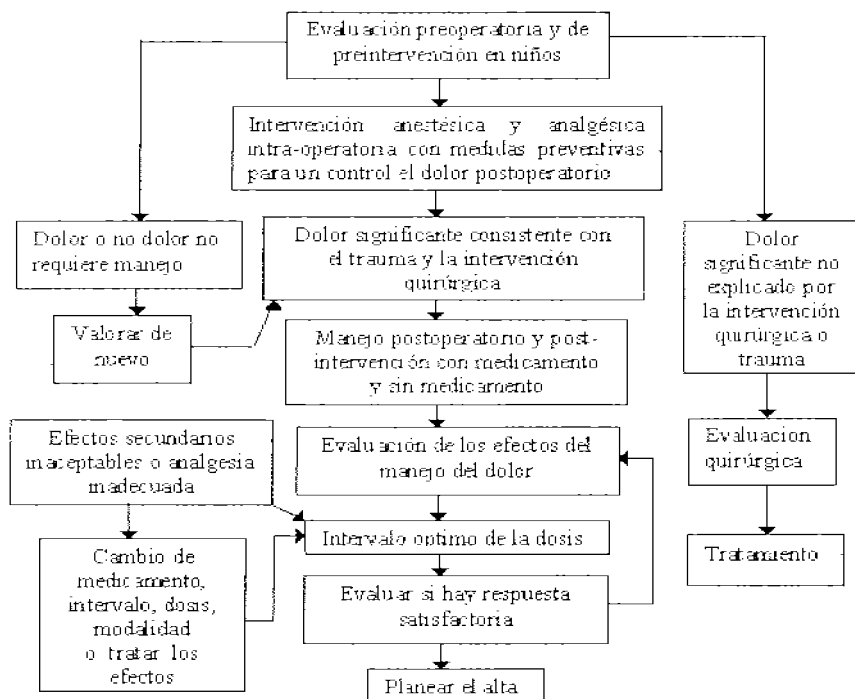 Evaluación preoperatoria y de
preintervención en niños
Intervención anestésica y analgésica
intra-operatoria con medidas preventivas
para un control el dolor postoperatorio
Dolor o no dolor no
requiere manejo
Dolor significante consistente con
el trauma y la intervención
quirúrgica
Dolor
significante no
explicado por
la intervención
quirúrgica o
trauma
Valorar de
nuevo
Manejo postoperatorio y post-
intervención con medicamento
y sin medicamento
Efectos secundarios
inaceptables o analgesia
inadecuada
Evaluación de los efectos del
manejo del dolor
Evaluación
quirúrgica
Intervalo optimo de la dosis
Tratamiento
Cambio de
medicamento,
intervalo, dosis,
modalidad
o tratar los
efectos
Evaluar si hay respuesta
satisfactoria
Planear el alta